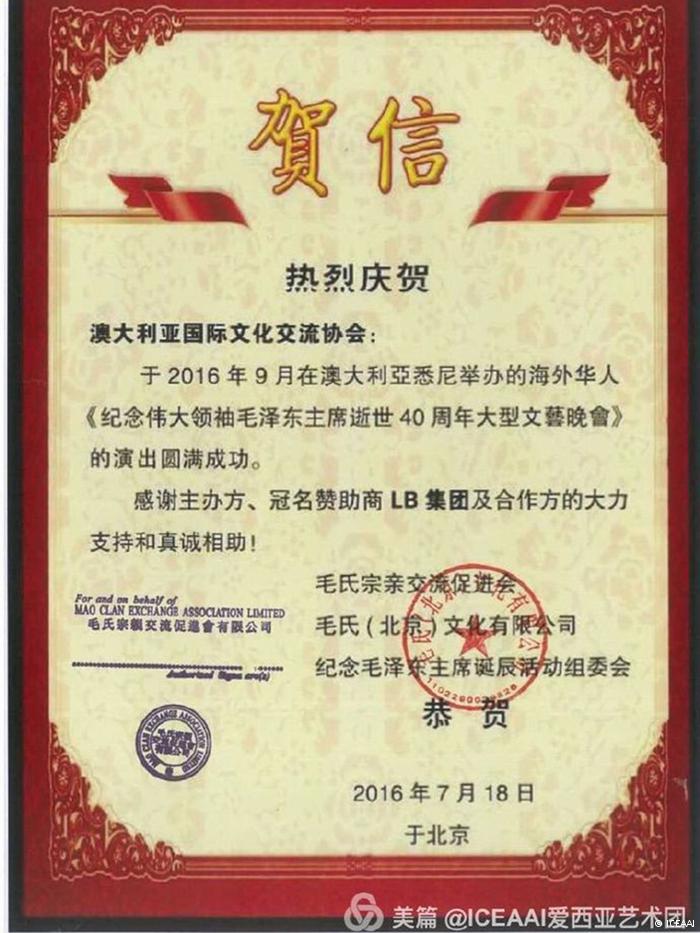 賀信
热烈庆贺
澳大利亚国际文化交流协会：
于 2016 年 9 月在澳大利亞悉尼举办的海外华人
《纪念伟大领袖毛泽东主席逝世 40 周年大型文藝晚會》
的演出圆满成功。
感谢主办方、冠名赞助商 LB 集团及合作方的大力
支持和真诚相助！
毛氏宗亲交流促进会
毛氏（北京）文化有限公司
纪念毛泽东主席诞辰活动组委会
恭贺
For and on behalf of
MAO CLAN EXCHANGE ASSOCIATION LIMITED
毛氏宗親交流促進會有限公司
MAO CLAN EXCHANGE ASSOCIATION LIMITED
2016 年 7 月 18 日
于北京
美篇 @ICEAAI爱西亚艺术团
© ICEAAI